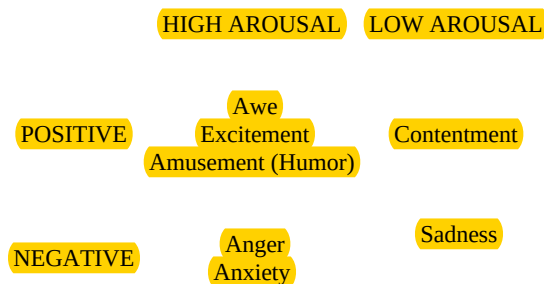 HIGH AROUSAL LOW AROUSAL
Awe
POSITIVE Excitement Contentment
Amusement (Humor)
Sadness
Anger
NEGATIVE
Anxiety